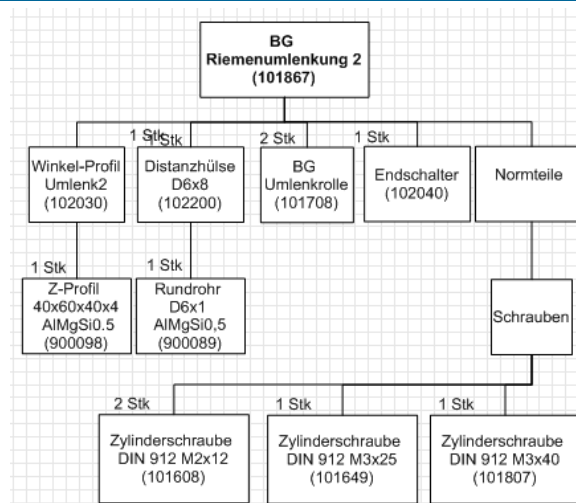 BG
Riemenumlenkung 2
(101867)
1 Stk
1 Stk
2 Stk
1 Stk
Winkel-Profil
Umlenk2
(102030)
Distanzhülse
D6x8
(102200)
BG
Umlenkrolle
(101708)
Endschalter
(102040)
Normteile
1 Stk
1 Stk
Z-Profil
40x60x40x4
AlMgSi0.5
(900098)
Rundrohr
D6x1
AlMgSi0,5
(900089)
Schrauben
2 Stk
1 Stk
1 Stk
Zylinderschraube
DIN 912 M2x12
(101608)
Zylinderschraube
DIN 912 M3x25
(101649)
Zylinderschraube
DIN 912 M3x40
(101807)